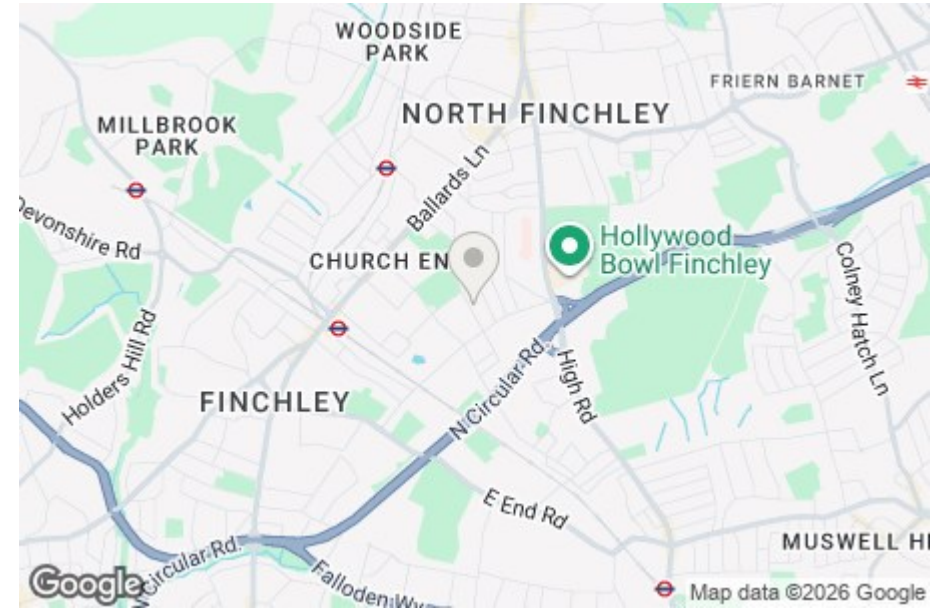 WOODSIDE
PARK
FRIERN BARNET
NORTH FINCHLEY
MILLBROOK
PARK
Ballards Ln
Devonshire Rd
CHURCH EN
Hollywood
Bowl Finchley
Colney Hatch Ln
Holders Hill Rd
N Circular Rd
High Rd
FINCHLEY
E End Rd
MUSWELL HI
N Circular Rd
Falloden Wy
Google
Map data ©2026 Google